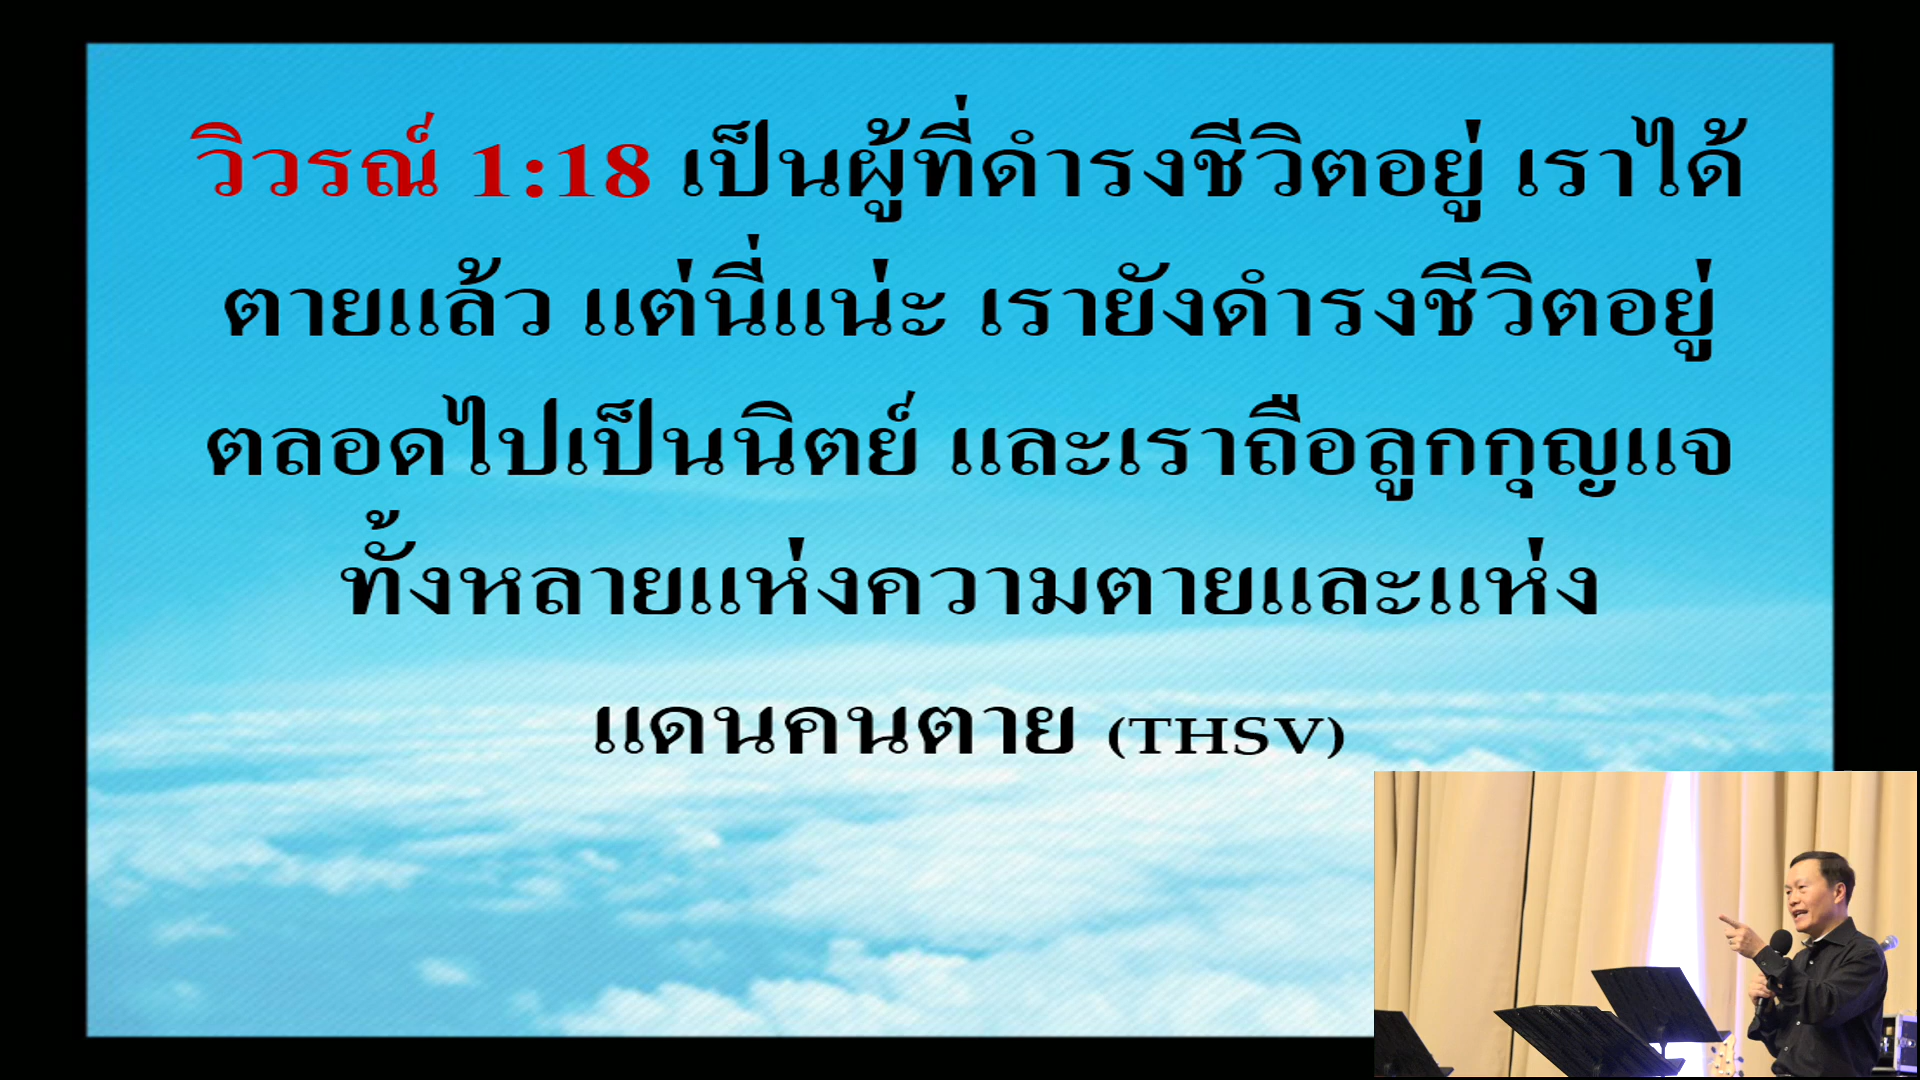 วิวรณ์ 1:18 เป็นผู้ที่ดำรงชีวิตอยู่ เราได้
ตายแล้ว แต่นี่แน่ะ เรายังดำรงชีวิตอยู่
ตลอดไปเป็นนิตย์ และเราถือลูกกุญแจ
ทั้งหลายแห่งความตายและแห่ง
แดนคนตาย (THSV)